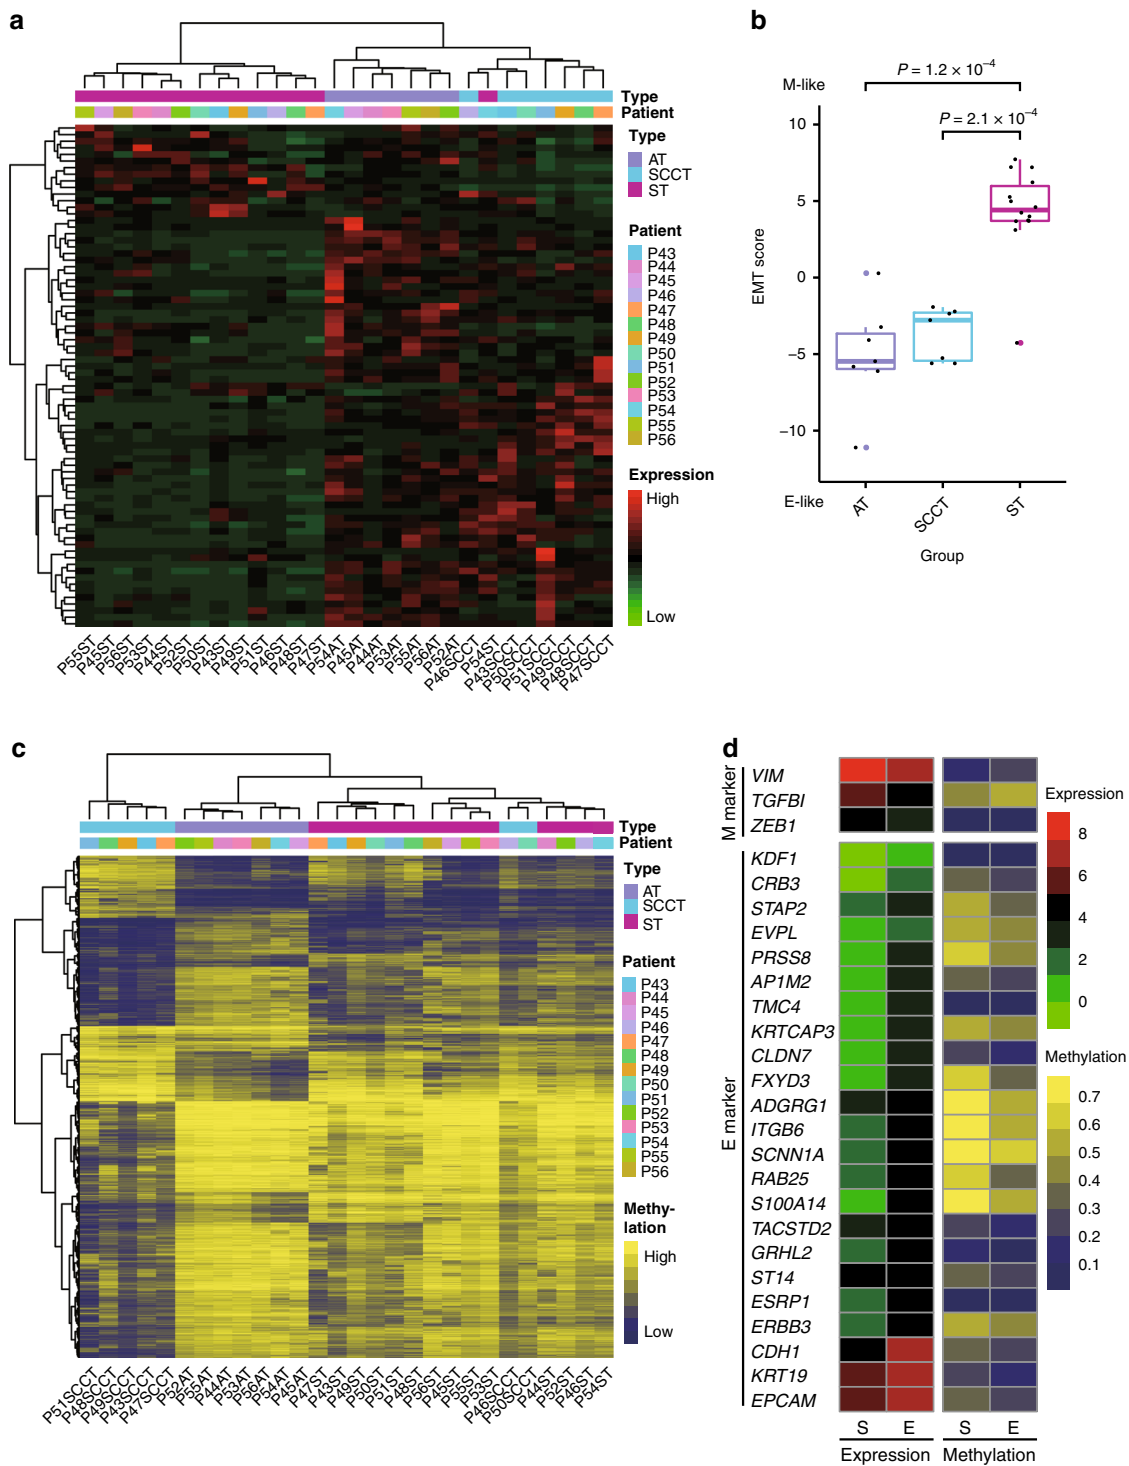 a
Type
Patient
Type
AT
SCCT
ST
Patient
P43
P44
P45
P46
P47
P48
P49
P50
P51
P52
P53
P54
P55
P56
Expression
High
Low
P55ST
P45ST
P56ST
P53ST
P44ST
P52ST
P50ST
P43ST
P49ST
P51ST
P46ST
P48ST
P47ST
P54AT
P45AT
P44AT
P53AT
P55AT
P56AT
P52AT
P46SCCT
P54ST
P43SCCT
P50SCCT
P51SCCT
P49SCCT
P48SCCT
P47SCCT
b
M-like
P = 1.2 × 10⁻⁴
P = 2.1 × 10⁻⁴
10
5
0
−5
−10
EMT score
E-like
AT
SCCT
ST
Group
c
Type
Patient
Type
AT
SCCT
ST
Patient
P43
P44
P45
P46
P47
P48
P49
P50
P51
P52
P53
P54
P55
P56
Methy-
lation
High
Low
P51SCCT
P48SCCT
P49SCCT
P43SCCT
P47SCCT
P52AT
P55AT
P44AT
P53AT
P56AT
P54AT
P45AT
P47ST
P43ST
P49ST
P50ST
P51ST
P48ST
P56ST
P45ST
P55ST
P53ST
P46SCCT
P50SCCT
P44ST
P52ST
P46ST
P54ST
d
M marker
VIM
TGFBI
ZEB1
E marker
KDF1
CRB3
STAP2
EVPL
PRSS8
AP1M2
TMC4
KRTCAP3
CLDN7
FXYD3
ADGRG1
ITGB6
SCNN1A
RAB25
S100A14
TACSTD2
GRHL2
ST14
ESRP1
ERBB3
CDH1
KRT19
EPCAM
S E S E
Expression Methylation
Expression
8
6
4
2
0
Methylation
0.7
0.6
0.5
0.4
0.3
0.2
0.1